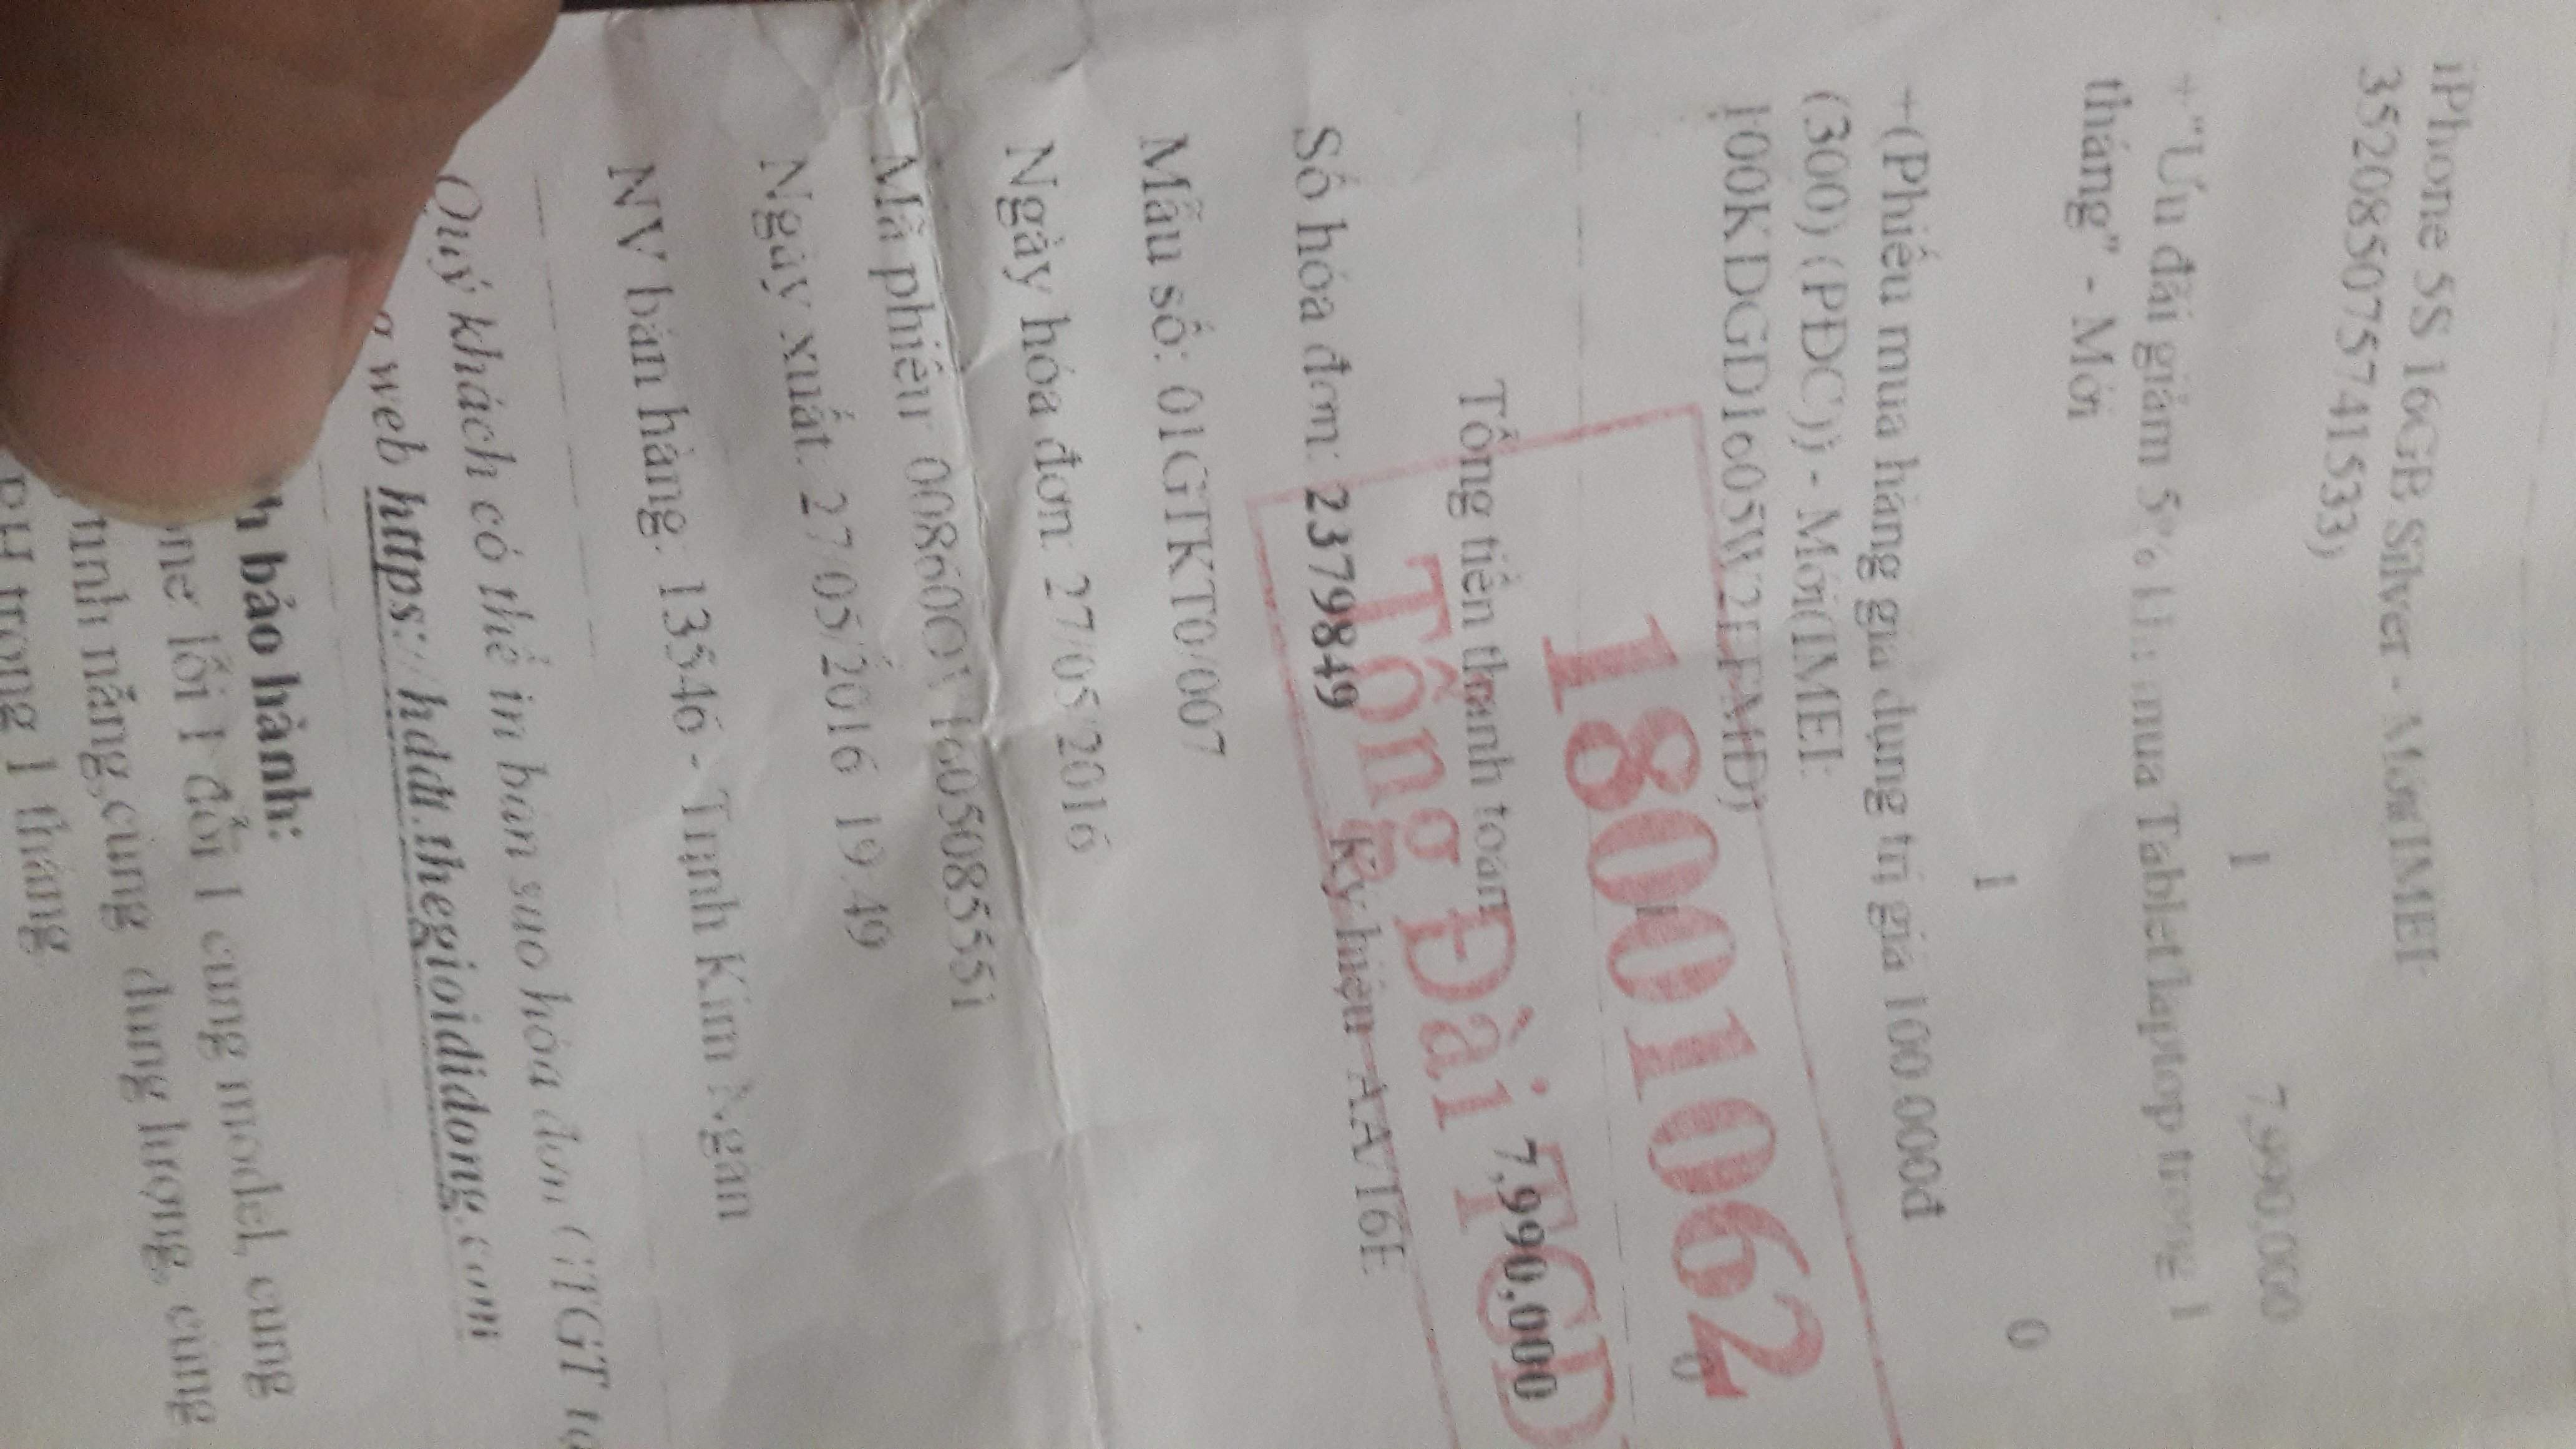 iPhone 5S 16GB Silver - Mới(IMEI:
352085075741533)
1 7,990,000
+"Ưu đãi giảm 5% khi mua Tablet laptop trong 1
tháng" - Mới
1 0
+(Phiếu mua hàng gia dụng trị giá 100.000đ
(300) (PĐC)) - Mới(IMEI:
100KDGD1605W2EFMD)
1 0
18001062
Tổng Đài TGD
Tổng tiền thanh toán 7,990,000
Số hóa đơn: 23798849 Ký hiệu AA/16E
Mẫu số: 01GTKT0/007
Ngày hóa đơn: 27/05/2016
Mã phiếu 008600V1605085551
Ngày xuất: 27/05/2016 19:49
NV bán hàng: 13546 - Trịnh Kim Ngân
Quý khách có thể in bản sao hóa đơn GTGT
web https://hddt.thegioididong.com
bảo hành:
lỗi 1 đổi 1 cùng model, cùng
năng,cùng dung lượng, cùng
trong 1 tháng